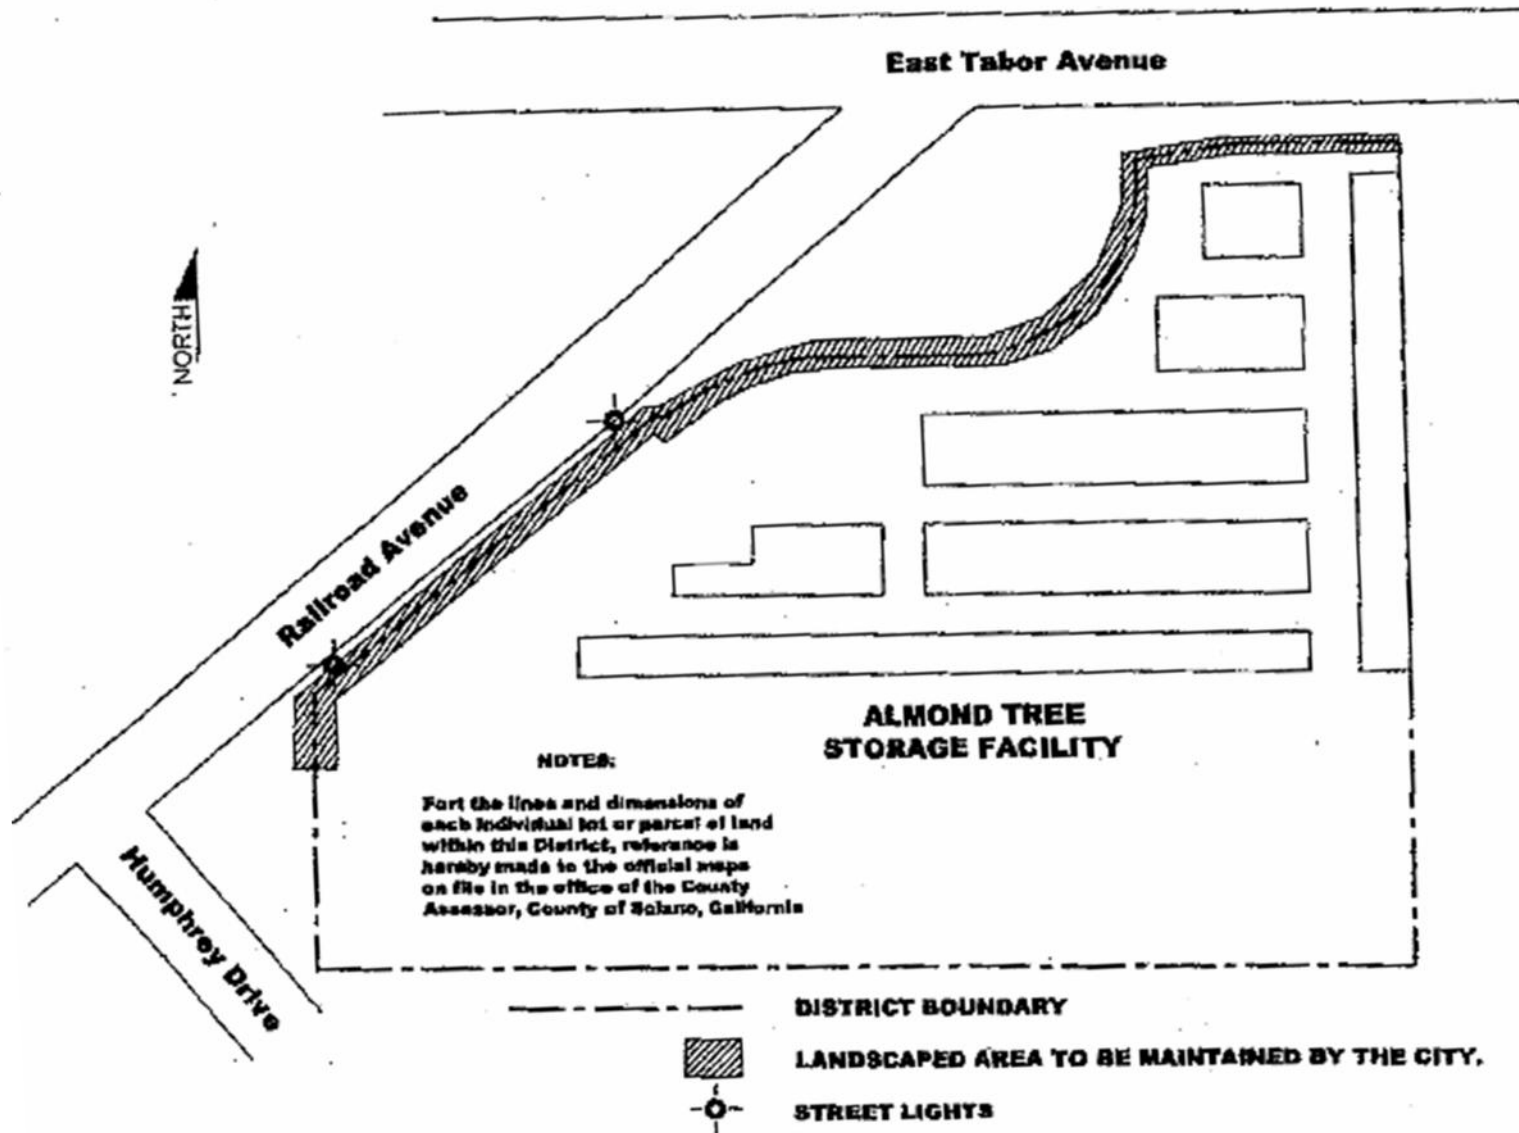 East Tabor Avenue
NORTH
Railroad Avenue
ALMOND TREE
STORAGE FACILITY
NOTES:
Fort the lines and dimensions of
each individual lot or parcel of land
within this District, reference is
hereby made to the official maps
on file in the office of the County
Assessor, County of Solano, California
Humphrey Drive
DISTRICT BOUNDARY
LANDSCAPED AREA TO BE MAINTAINED BY THE CITY.
STREET LIGHTS